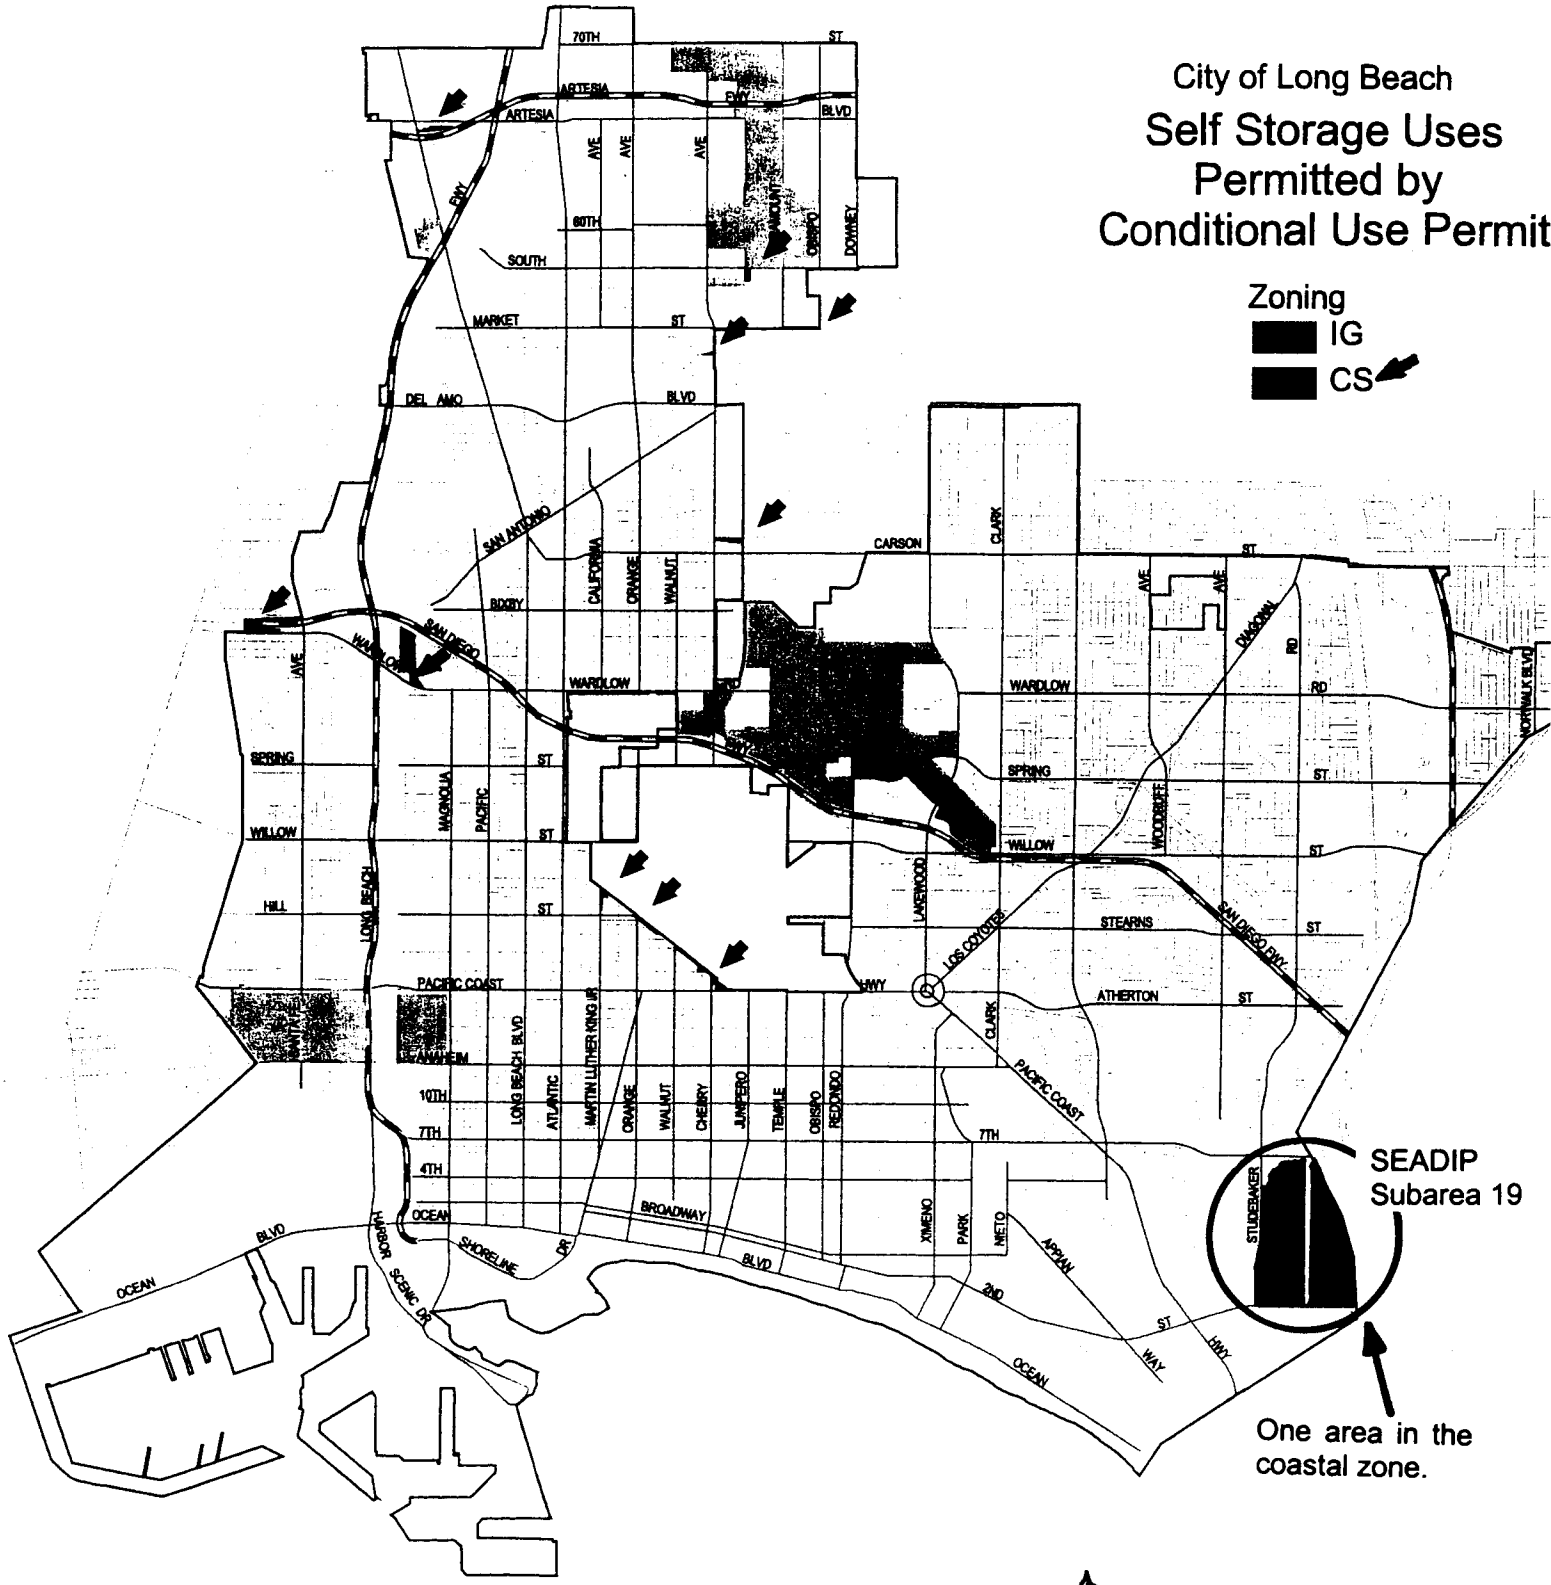 City of Long Beach
Self Storage Uses
Permitted by
Conditional Use Permit
Zoning
IG
CS
70TH
ST
ARTESIA
FWY
ARTESIA
BLVD
AVE
AVE
AVE
FWY
60TH
OBISPO
DOWNEY
SOUTH
MARKET
ST
DEL AMO
BLVD
SAN ANTONIO
CALIFORNIA
ORANGE
WALNUT
CARSON
CLARK
ST
AVE
AVE
DIAGONAL
RD
BIXBY
SAN DIEGO
AVE
WARDLOW
RD
WARDLOW
RD
NORWALK BLVD
FWY
SPRING
ST
SPRING
ST
MAGNOLIA
PACIFIC
WOODRUFF
WILLOW
ST
WILLOW
ST
LONG BEACH
LAKEWOOD
HILL
ST
LOS COYOTES
STEARNS
SAN DIEGO FWY
ST
PACIFIC COAST
HWY
ATHERTON
ST
CLARK
ANAHEIM
PACIFIC COAST
10TH
LONG BEACH BLVD
ATLANTIC
MARTIN LUTHER KING JR
ORANGE
WALNUT
CHERRY
JUNIPERO
TEMPLE
OBISPO
REDONDO
7TH
7TH
4TH
SEADIP
Subarea 19
STUDEBAKER
XIMENO
PARK
NIETO
APPIAN
WAY
OCEAN
BROADWAY
BLVD
HARBOR SCENIC DR
SHORELINE
DR
BLVD
OCEAN
2ND
ST
HWY
OCEAN
One area in the
coastal zone.